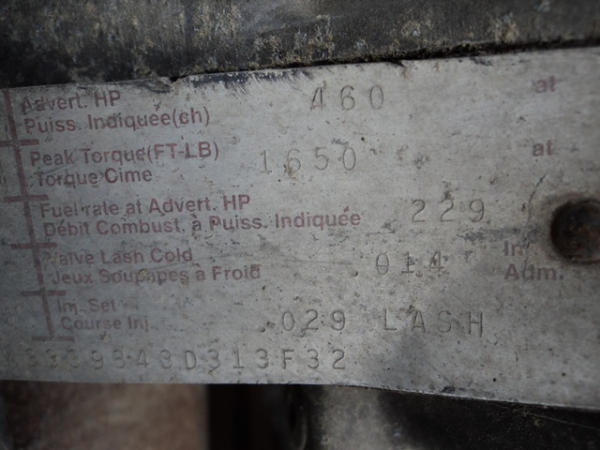 Advert. HP 460 at
Puiss. Indiquée(ch)
Peak Torque(FT-LB) 1650 at
Torque Cime
Fuel rate at Advert. HP 229
Débit Combust. à Puiss. Indiquée
Valve Lash Cold .014 In
Jeux Soupapes a Froid Adm.
Inj. Set .029 LASH
Course Inj.